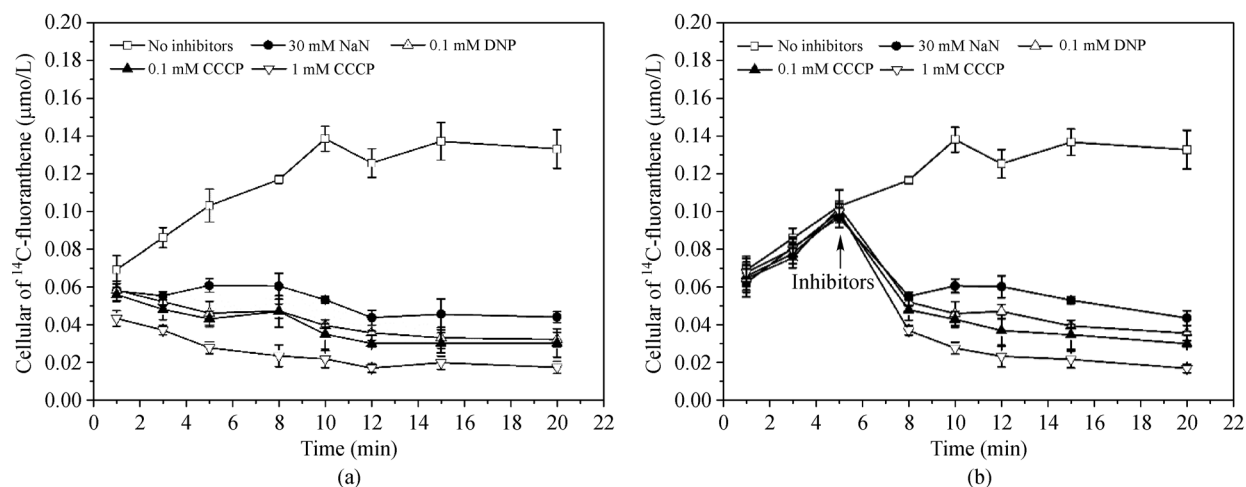 0.20
0.18
0.16
0.14
0.12
0.10
0.08
0.06
0.04
0.02
0.00
Cellular of ¹⁴C-fluoranthene (μmo/L)
No inhibitors 30 mM NaN 0.1 mM DNP
0.1 mM CCCP 1 mM CCCP
0 2 4 6 8 10 12 14 16 18 20 22
Time (min)
(a)
0.20
0.18
0.16
0.14
0.12
0.10
0.08
0.06
0.04
0.02
0.00
Cellular of ¹⁴C-fluoranthene (μmo/L)
No inhibitors 30 mM NaN 0.1 mM DNP
0.1 mM CCCP 1 mM CCCP
Inhibitors
0 2 4 6 8 10 12 14 16 18 20 22
Time (min)
(b)